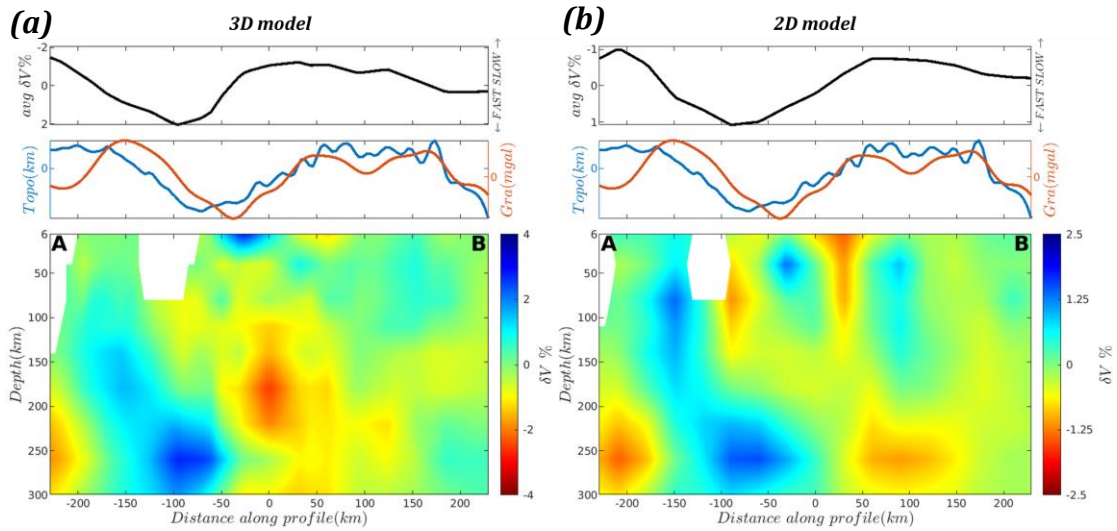 (a) 3D model (b) 2D model
-2
0
2
avg δV%
← FAST SLOW →
-1
0
1
avg δV%
← FAST SLOW →
Topo(km)
0
0
Gra(mgal)
Topo(km)
0
0
Gra(mgal)
A B
6
50
100
150
200
250
300
Depth(km)
-200 -150 -100 -50 0 50 100 150 200
Distance along profile(km)
4
2
0
-2
-4
δV %
A B
6
50
100
150
200
250
300
Depth(km)
-200 -150 -100 -50 0 50 100 150 200
Distance along profile(km)
2.5
1.25
0
-1.25
-2.5
δV %